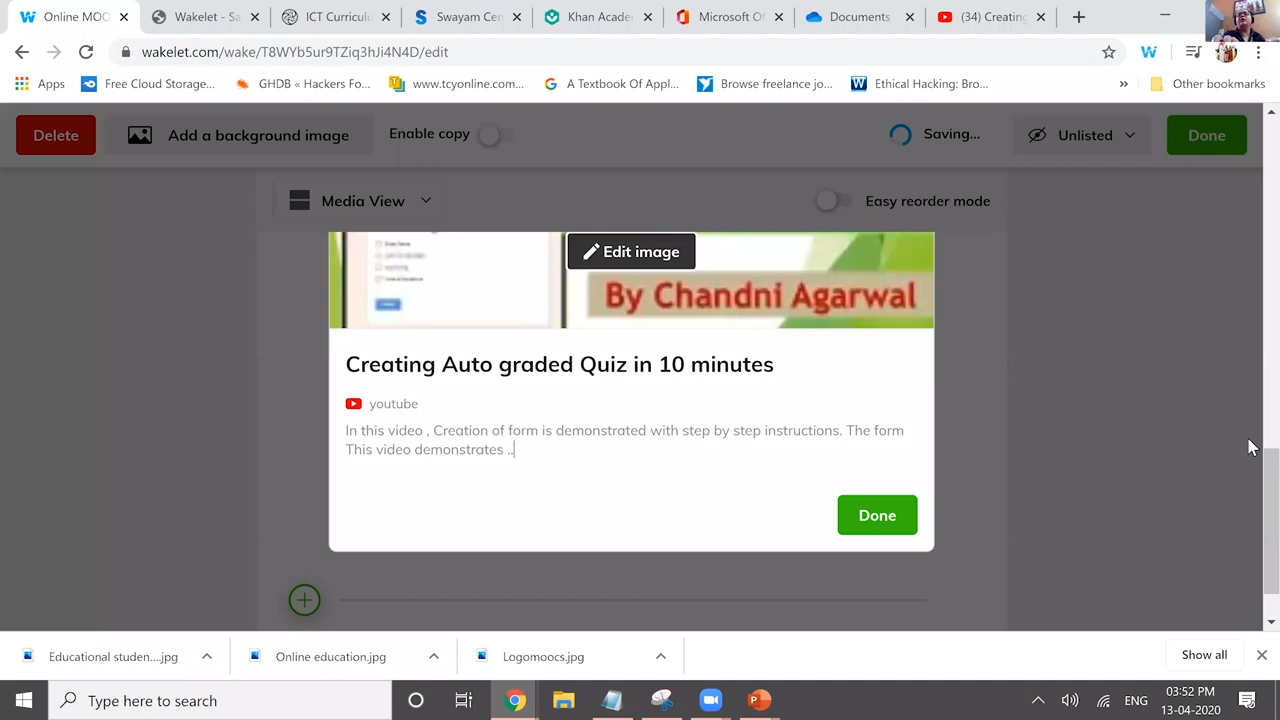 Online MOO
Wakelet - Sa
ICT Curricul
Swayam Cer
Khan Acade
Microsoft O
Documents
(34) Creating
wakelet.com/wake/T8WYb5ur9TZiq3hJi4N4D/edit
Apps
Free Cloud Storage...
GHDB « Hackers Fo...
www.tcyonline.com...
A Textbook Of Appl...
Browse freelance jo...
Ethical Hacking: Bro...
Other bookmarks
Delete
Add a background image
Enable copy
Saving...
Unlisted
Done
Media View
Easy reorder mode
Edit image
By Chandni Agarwal
Creating Auto graded Quiz in 10 minutes
youtube
In this video , Creation of form is demonstrated with step by step instructions. The form
This video demonstrates ..
Done
Educational studen....jpg
Online education.jpg
Logomoocs.jpg
Show all
Type here to search
ENG
03:52 PM
13-04-2020